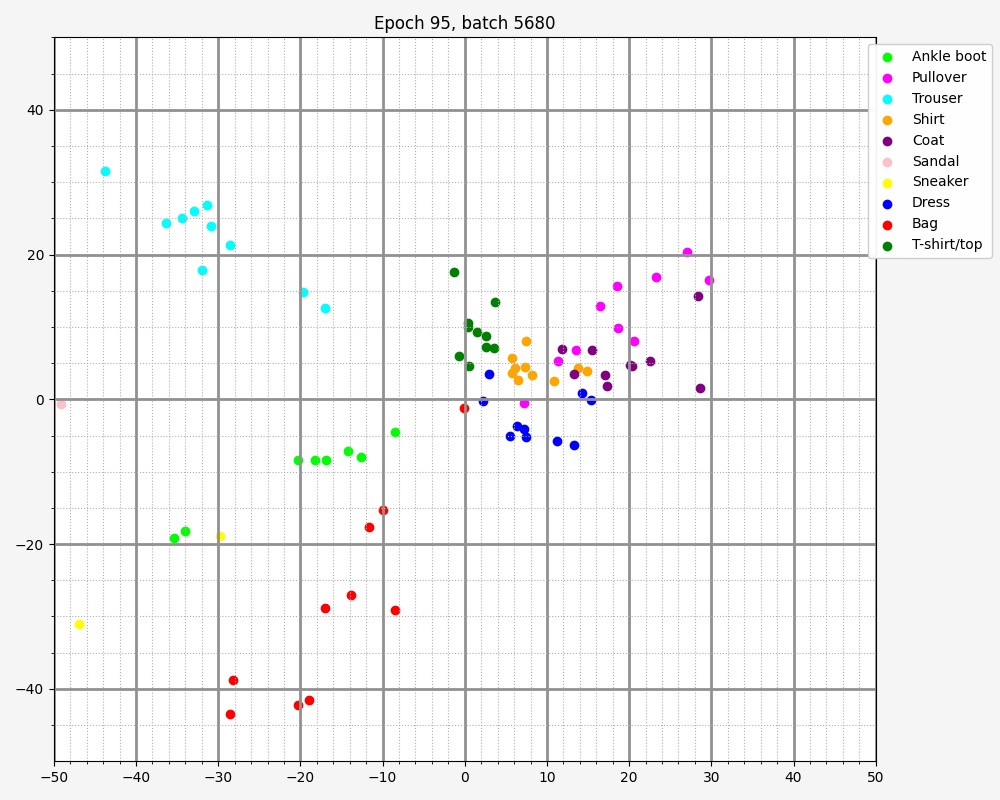 Epoch 95, batch 5680
Ankle boot
Pullover
Trouser
Shirt
Coat
Sandal
Sneaker
Dress
Bag
T-shirt/top
40
20
0
−20
−40
−50 −40 −30 −20 −10 0 10 20 30 40 50